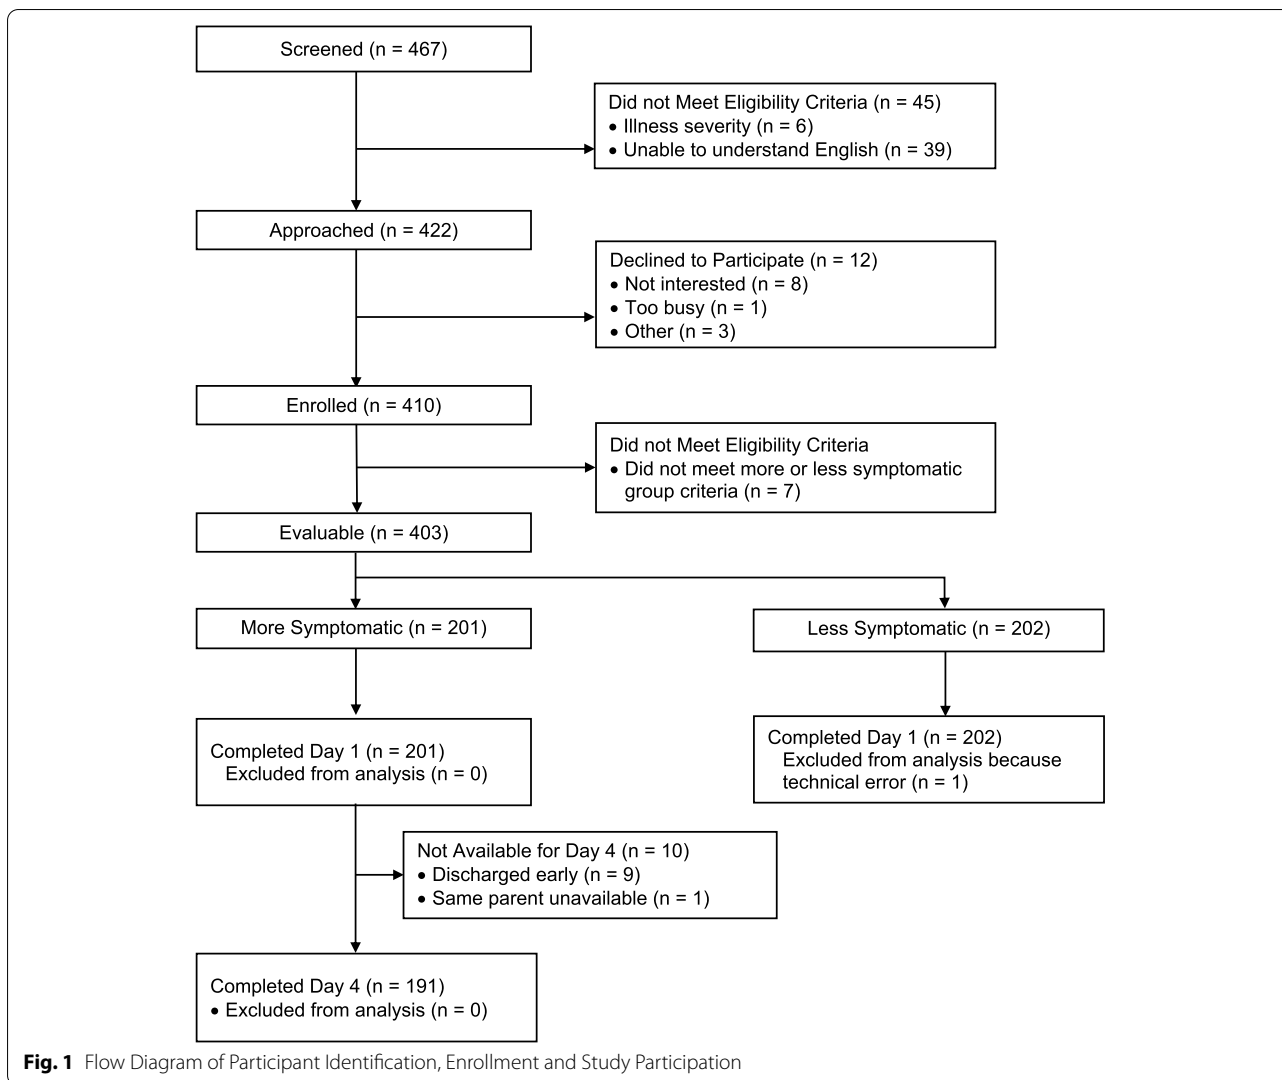 Screened (n = 467)
Did not Meet Eligibility Criteria (n = 45)
• Illness severity (n = 6)
• Unable to understand English (n = 39)
Approached (n = 422)
Declined to Participate (n = 12)
• Not interested (n = 8)
• Too busy (n = 1)
• Other (n = 3)
Enrolled (n = 410)
Did not Meet Eligibility Criteria
• Did not meet more or less symptomatic
group criteria (n = 7)
Evaluable (n = 403)
More Symptomatic (n = 201)
Less Symptomatic (n = 202)
Completed Day 1 (n = 201)
Excluded from analysis (n = 0)
Completed Day 1 (n = 202)
Excluded from analysis because
technical error (n = 1)
Not Available for Day 4 (n = 10)
• Discharged early (n = 9)
• Same parent unavailable (n = 1)
Completed Day 4 (n = 191)
• Excluded from analysis (n = 0)
Fig. 1 Flow Diagram of Participant Identification, Enrollment and Study Participation